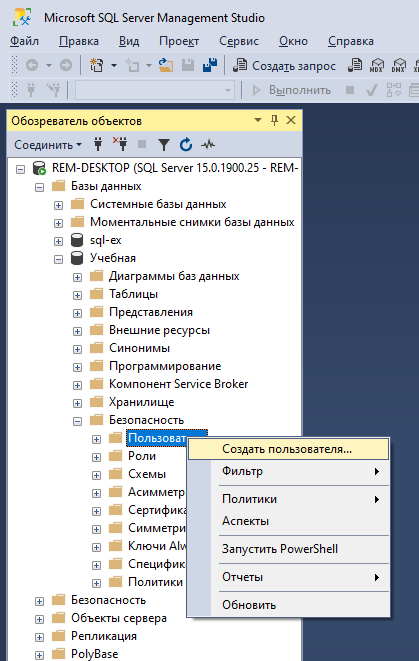 Microsoft SQL Server Management Studio
Файл Правка Вид Проект Сервис Окно Справка
Создать запрос MDX DMX
Выполнить
Обозреватель объектов
Соединить
REM-DESKTOP (SQL Server 15.0.1900.25 - REM-
Базы данных
Системные базы данных
Моментальные снимки базы данных
sql-ex
Учебная
Диаграммы баз данных
Таблицы
Представления
Внешние ресурсы
Синонимы
Программирование
Компонент Service Broker
Хранилище
Безопасность
Пользоват
Создать пользователя...
Роли
Фильтр
Схемы
Асимметр
Политики
Сертифика
Аспекты
Симметри
Ключи Alw
Запустить PowerShell
Специфик
Политики
Отчеты
Безопасность
Обновить
Объекты сервера
Репликация
PolyBase